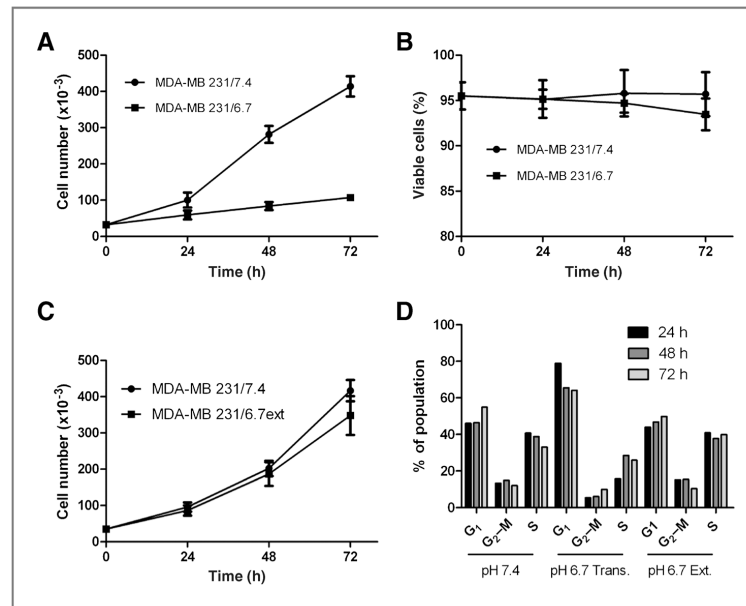 A
Cell number (x10⁻³)
500
400
300
200
100
0
MDA-MB 231/7.4
MDA-MB 231/6.7
0 24 48 72
Time (h)
B
Viable cells (%)
100
95
90
85
80
MDA-MB 231/7.4
MDA-MB 231/6.7
0 24 48 72
Time (h)
C
Cell number (x10⁻³)
500
400
300
200
100
0
MDA-MB 231/7.4
MDA-MB 231/6.7ext
0 24 48 72
Time (h)
D
% of population
100
80
60
40
20
0
24 h
48 h
72 h
G₁ G₂–M S G₁ G₂–M S G1 G₂–M S
pH 7.4 pH 6.7 Trans. pH 6.7 Ext.